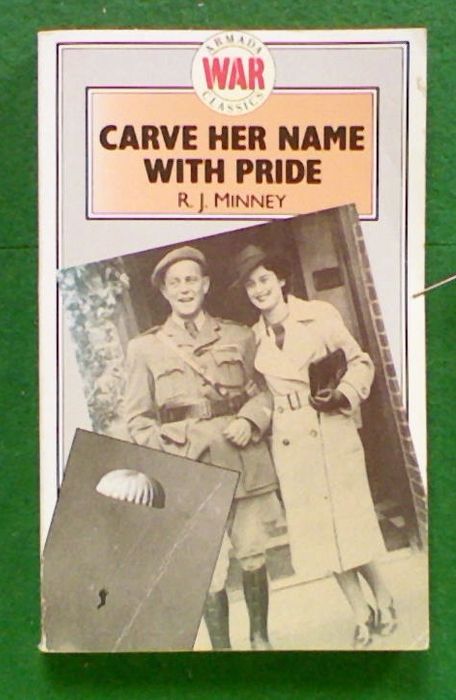 ARMADA
WAR
CLASSICS
CARVE HER NAME
WITH PRIDE
R. J. MINNEY